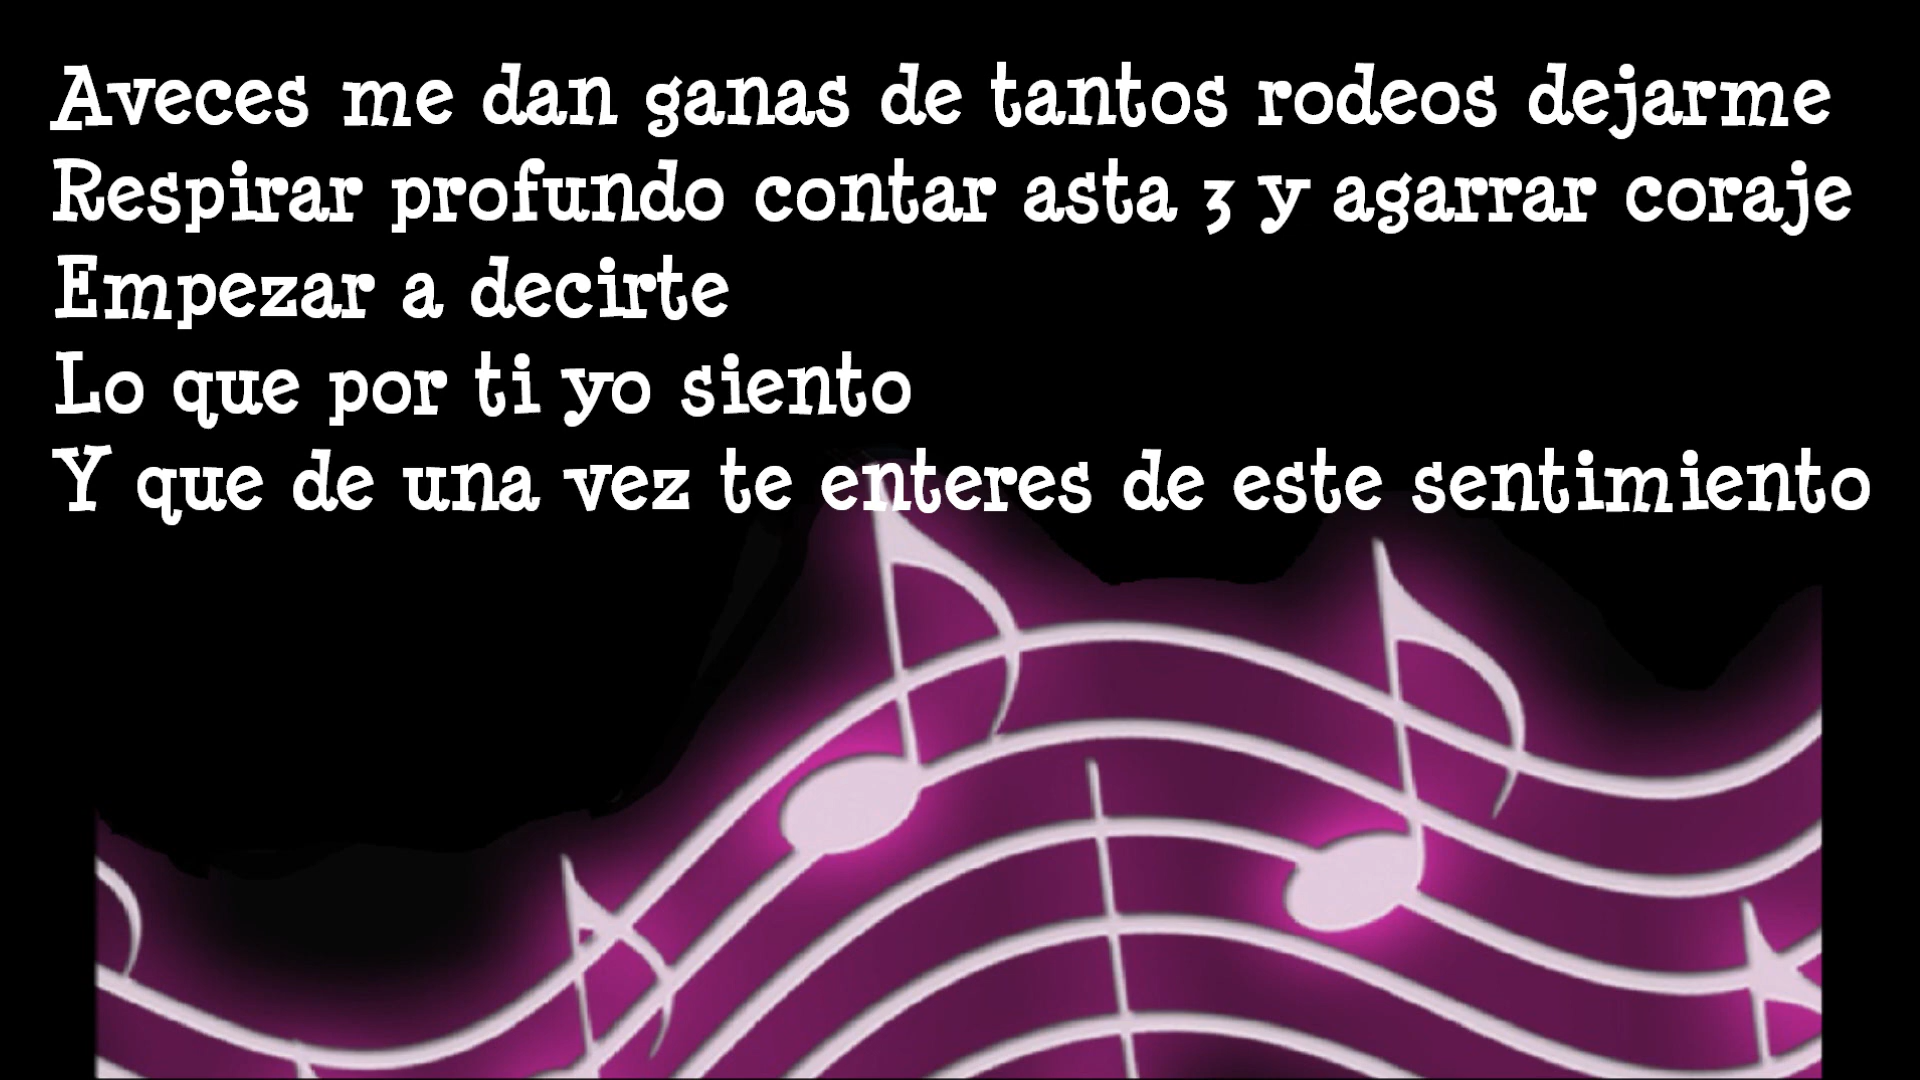 Aveces me dan ganas de tantos rodeos dejarme
Respirar profundo contar asta 3 y agarrar coraje
Empezar a decirte
Lo que por ti yo siento
Y que de una vez te enteres de este sentimiento